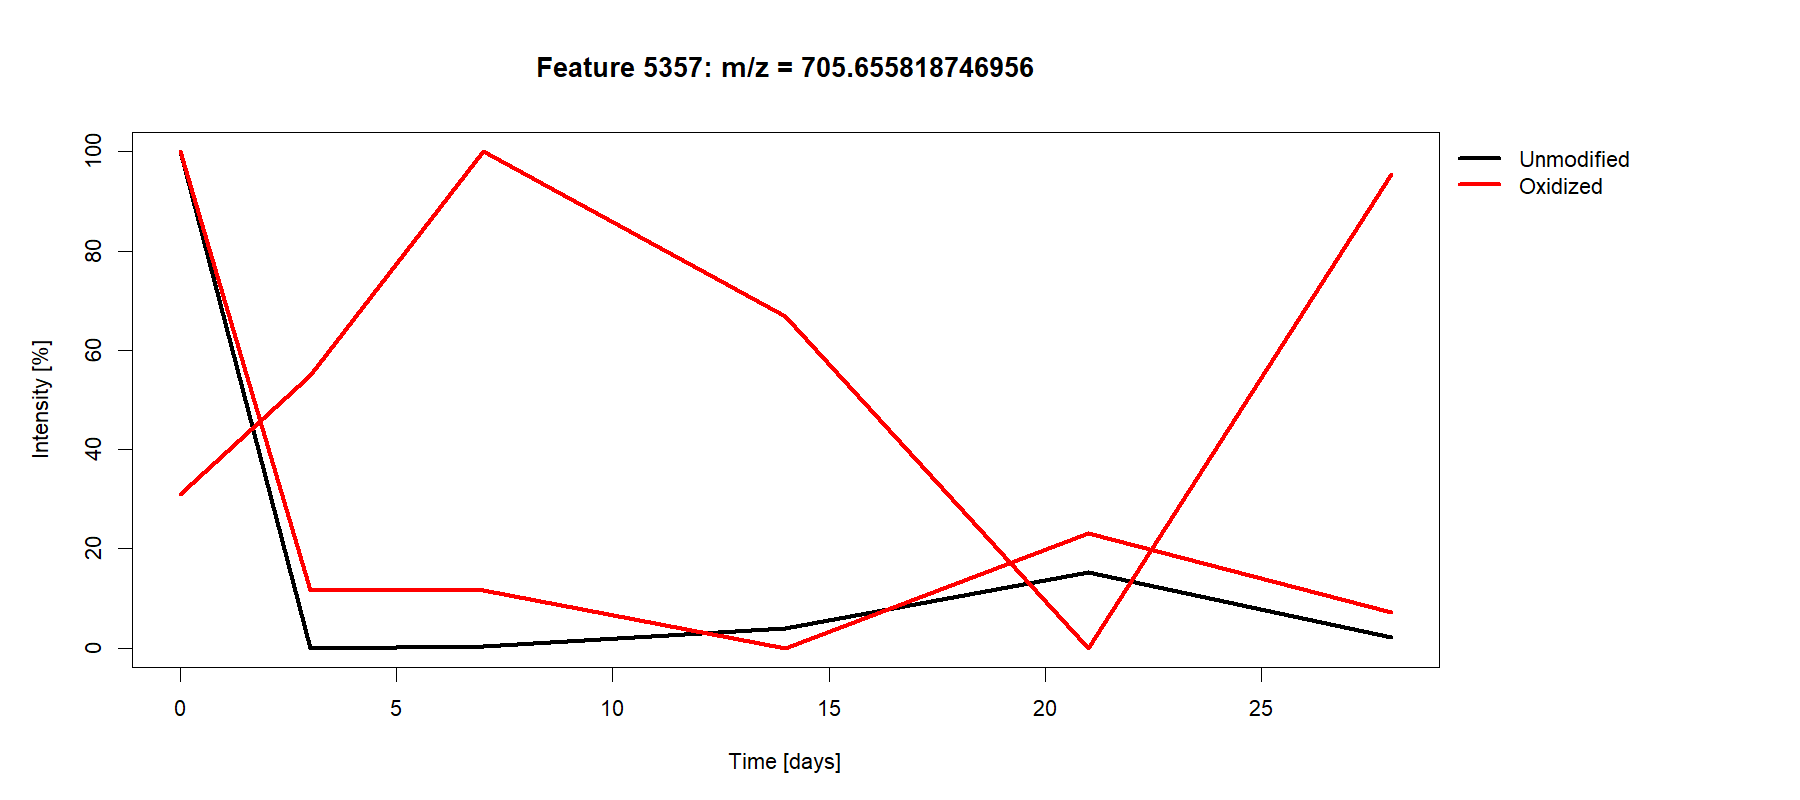 Feature 5357: m/z = 705.655818746956
Unmodified
Oxidized
Intensity [%]
100
80
60
40
20
0
0 5 10 15 20 25
Time [days]